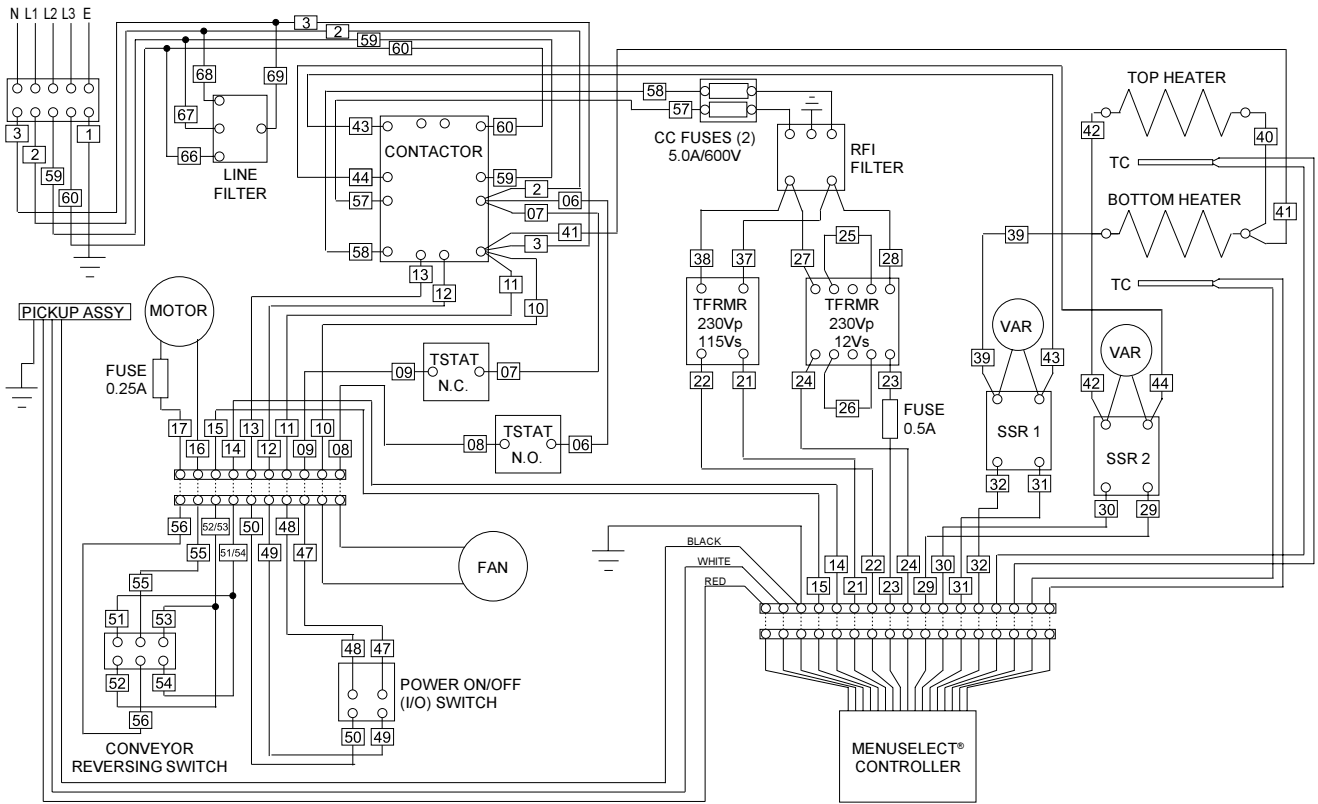 N L1 L2 L3 E
3
2
59
60
68
69
67
66
LINE
FILTER
3
2
59
60
1
43
44
57
58
CONTACTOR
60
59
2
06
07
41
3
13
12
11
10
58
57
CC FUSES (2)
5.0A/600V
RFI
FILTER
TOP HEATER
42
40
TC
BOTTOM HEATER
41
39
TC
38
37
27
25
28
TFRMR
230Vp
115Vs
TFRMR
230Vp
12Vs
22
21
24
26
23
FUSE
0.5A
VAR
39
43
SSR 1
32
31
VAR
42
44
SSR 2
30
29
PICKUP ASSY
MOTOR
FUSE
0.25A
09
TSTAT
N.C.
07
08
TSTAT
N.O.
06
17
16
15
14
13
12
11
09
10
08
56
55
52/53
51/54
50
49
48
47
FAN
55
51
53
52
54
56
CONVEYOR
REVERSING SWITCH
48
47
50
49
POWER ON/OFF
(I/O) SWITCH
BLACK
WHITE
RED
15
14
21
22
23
24
29
30
31
32
MENUSELECT®
CONTROLLER